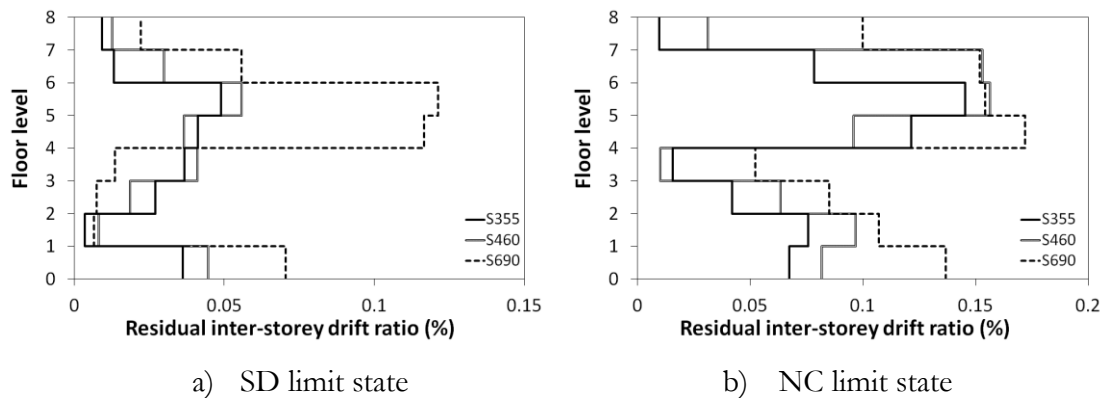 8
7
6
5
4
3
2
1
0
Floor level
S355
S460
S690
0 0.05 0.1 0.15
Residual inter-storey drift ratio (%)
a) SD limit state
8
7
6
5
4
3
2
1
0
Floor level
S355
S460
S690
0 0.05 0.1 0.15 0.2
Residual inter-storey drift ratio (%)
b) NC limit state